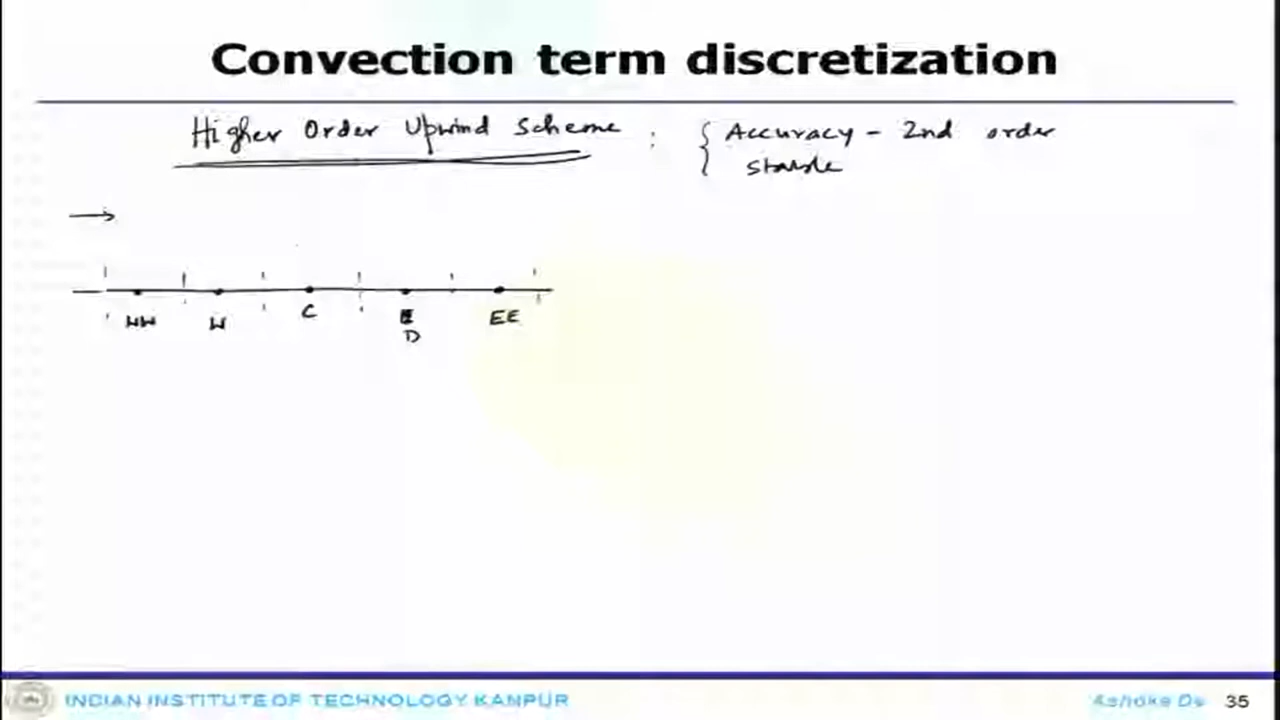 Convection term discretization
Higher Order Upwind Scheme : { Accuracy - 2nd order
stable
WW W C E EE
D
INDIAN INSTITUTE OF TECHNOLOGY KANPUR Ashoke De 35